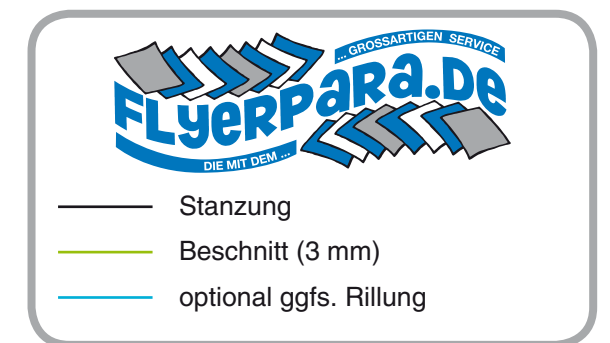 ... GROSSARTIGEN SERVICE
FLYERPARA.DE
DIE MIT DEM ...
Stanzung
Beschnitt (3 mm)
optional ggfs. Rillung